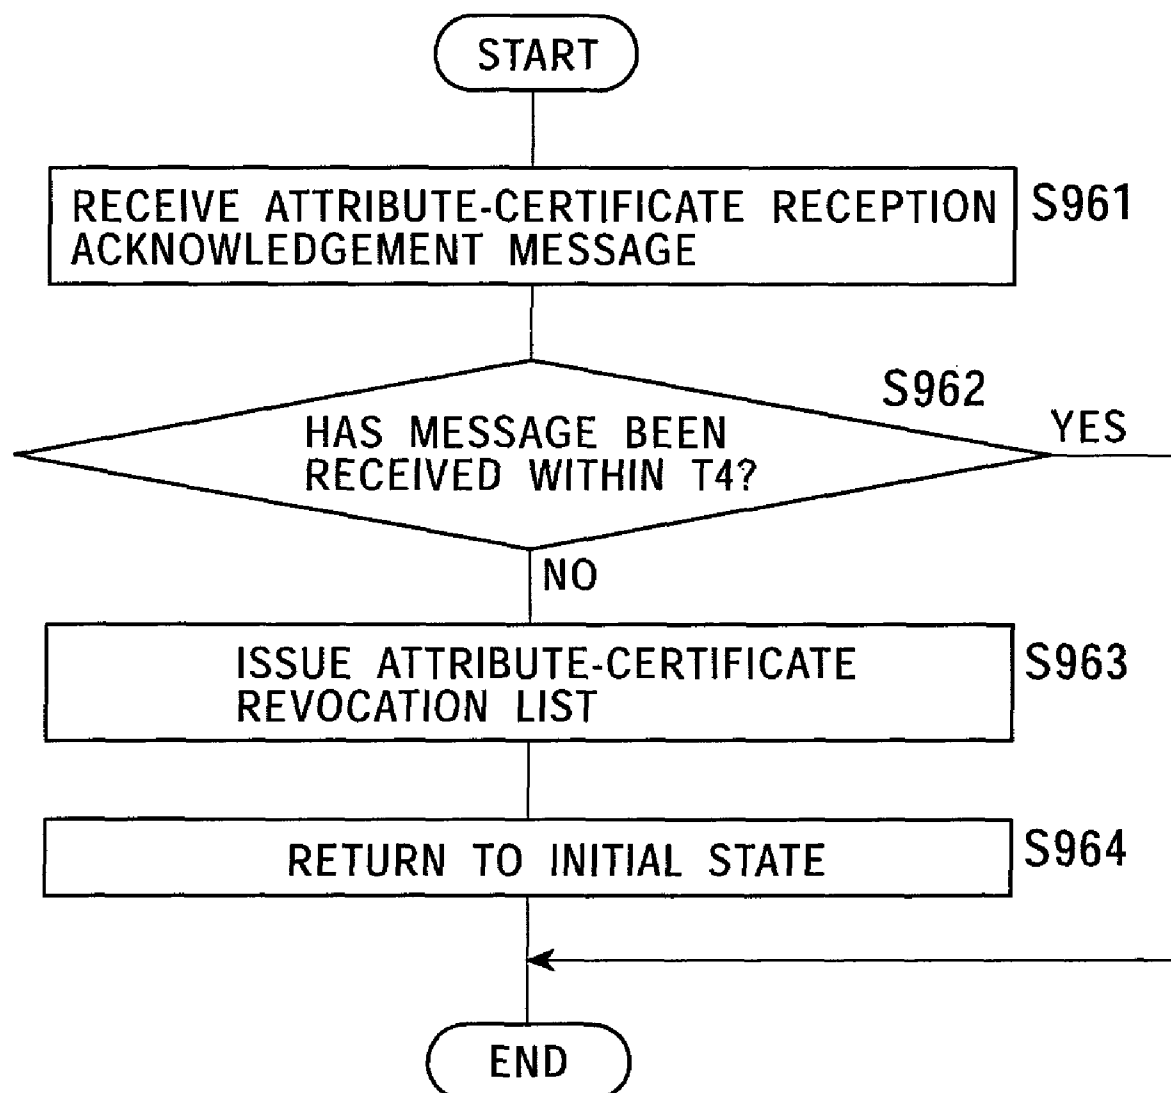 START
RECEIVE ATTRIBUTE-CERTIFICATE RECEPTION
ACKNOWLEDGEMENT MESSAGE
S961
S962
HAS MESSAGE BEEN
RECEIVED WITHIN T4?
YES
NO
ISSUE ATTRIBUTE-CERTIFICATE
REVOCATION LIST
S963
RETURN TO INITIAL STATE
S964
END